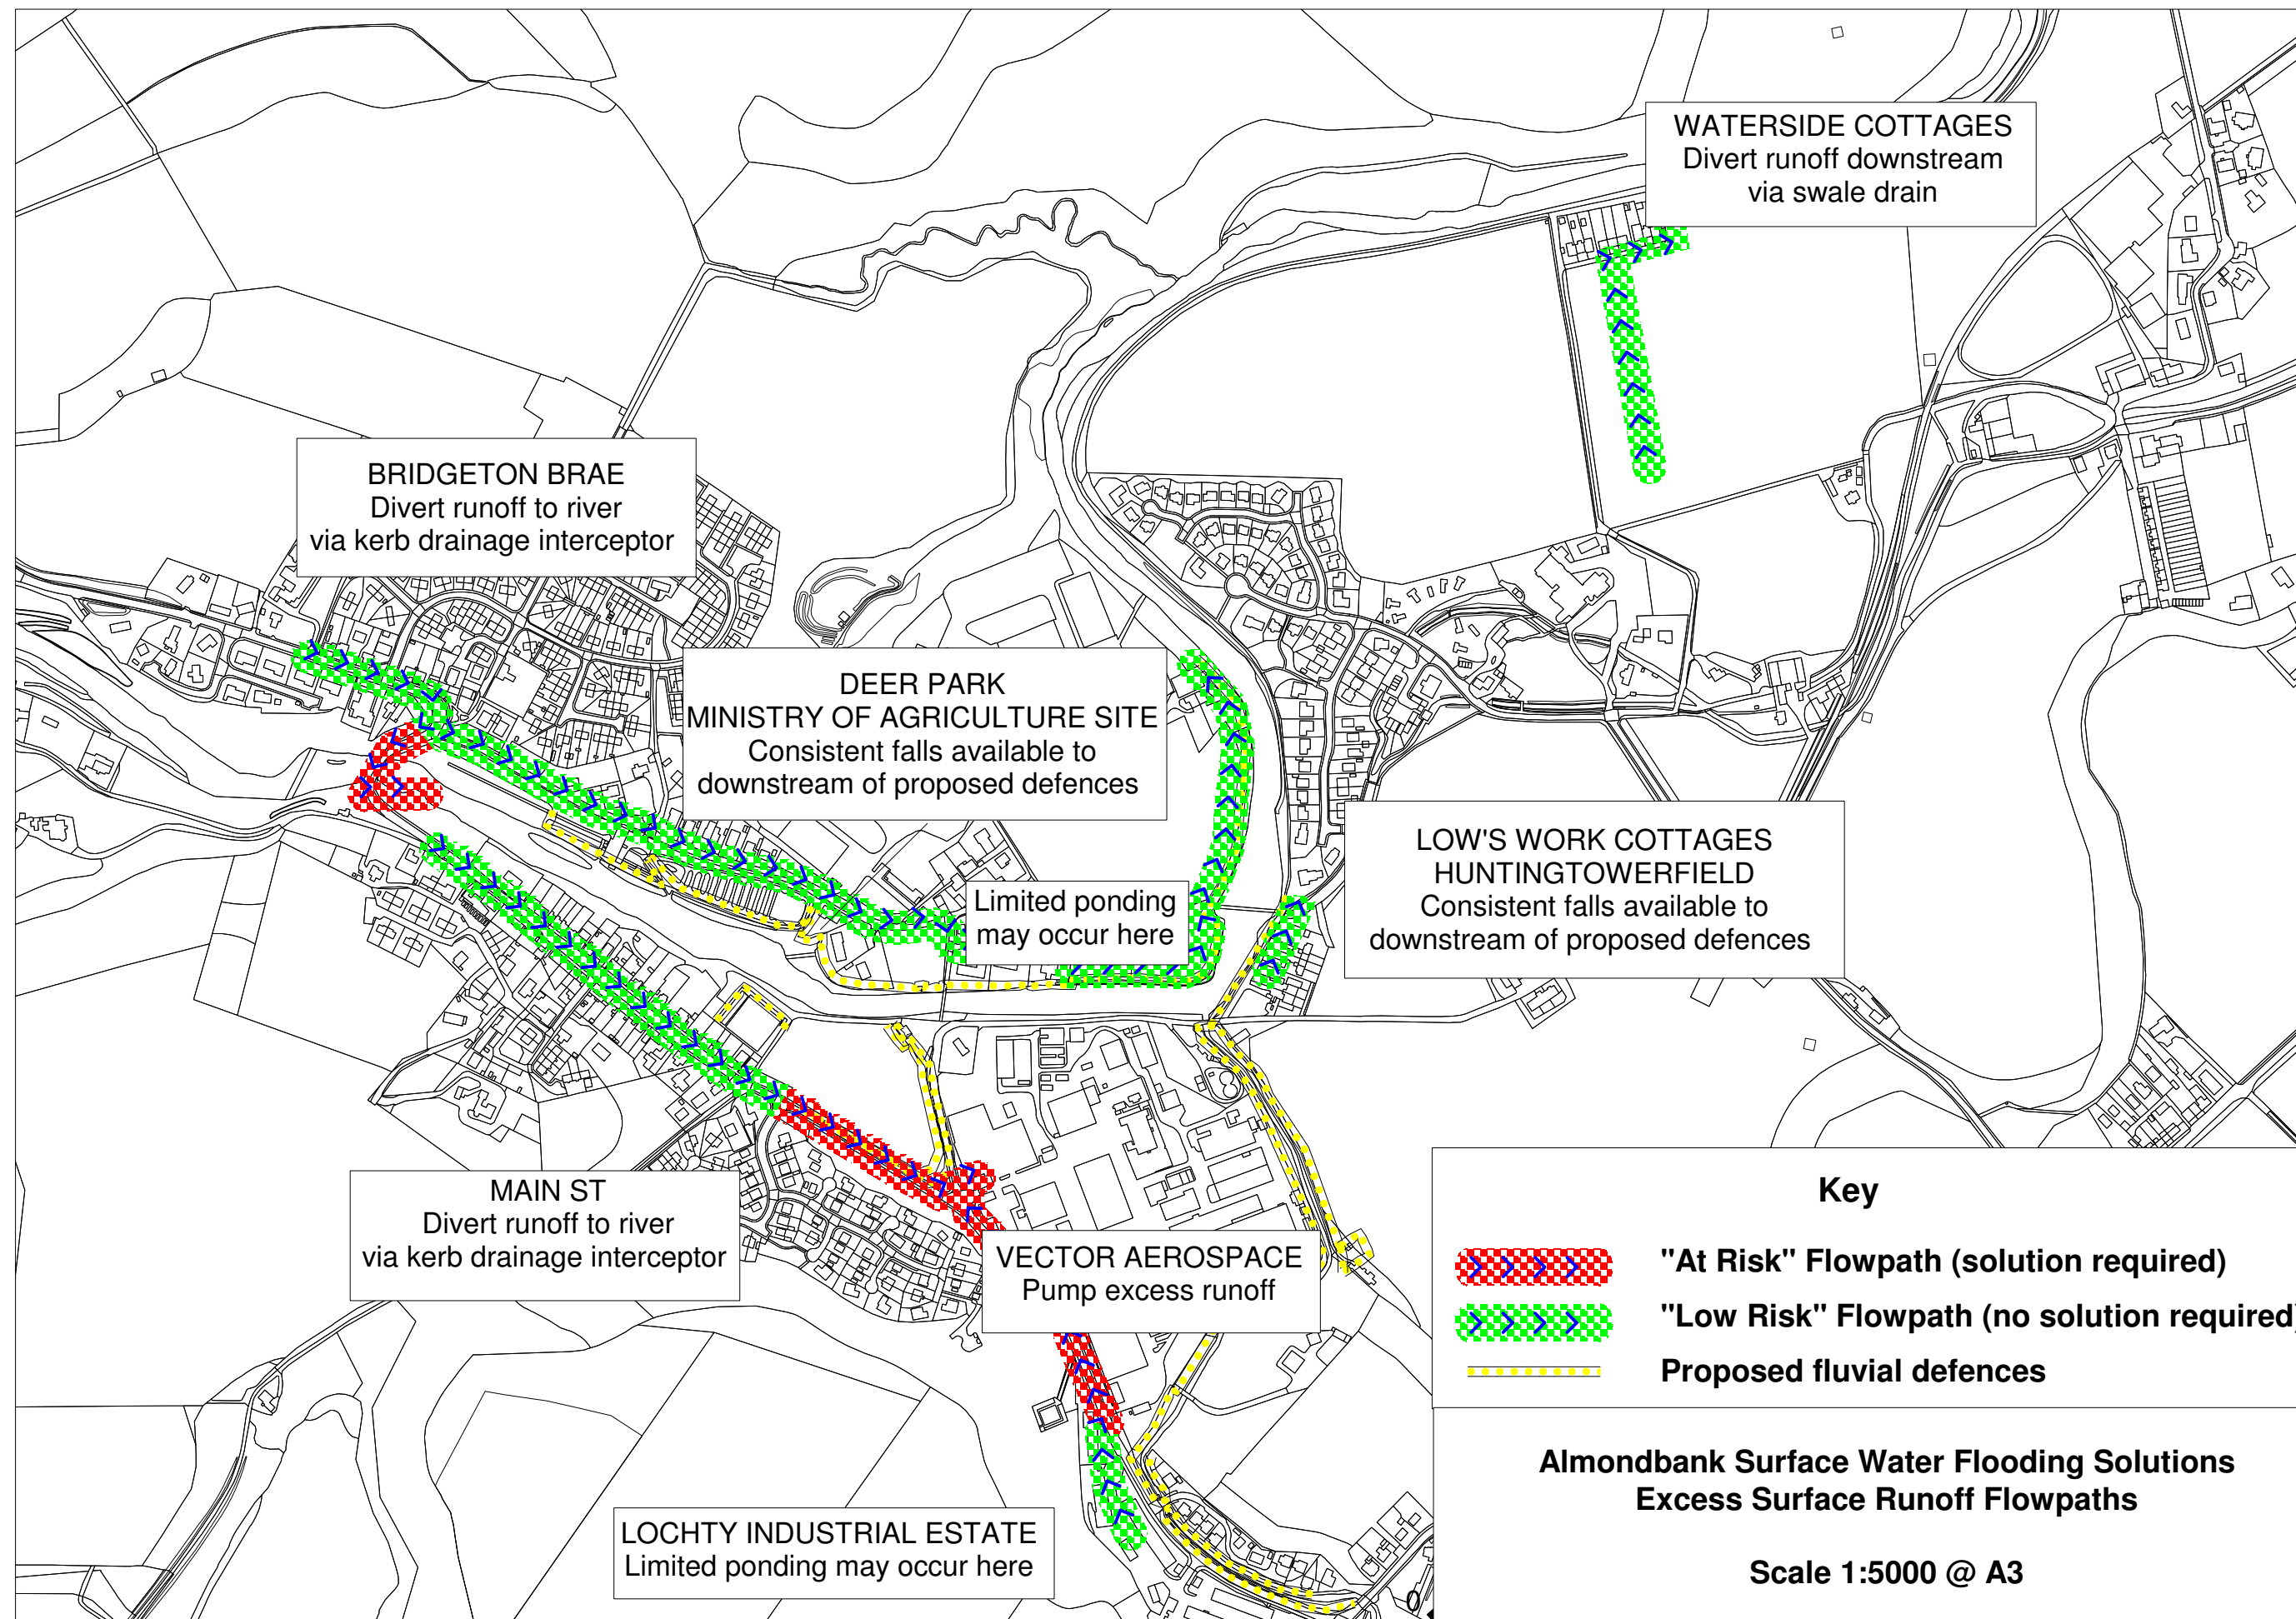 WATERSIDE COTTAGES
Divert runoff downstream
via swale drain
BRIDGETON BRAE
Divert runoff to river
via kerb drainage interceptor
DEER PARK
MINISTRY OF AGRICULTURE SITE
Consistent falls available to
downstream of proposed defences
LOW'S WORK COTTAGES
HUNTINGTOWERFIELD
Consistent falls available to
downstream of proposed defences
Limited ponding
may occur here
MAIN ST
Divert runoff to river
via kerb drainage interceptor
VECTOR AEROSPACE
Pump excess runoff
LOCHTY INDUSTRIAL ESTATE
Limited ponding may occur here
Key
"At Risk" Flowpath (solution required)
"Low Risk" Flowpath (no solution required)
Proposed fluvial defences
Almondbank Surface Water Flooding Solutions
Excess Surface Runoff Flowpaths
Scale 1:5000 @ A3